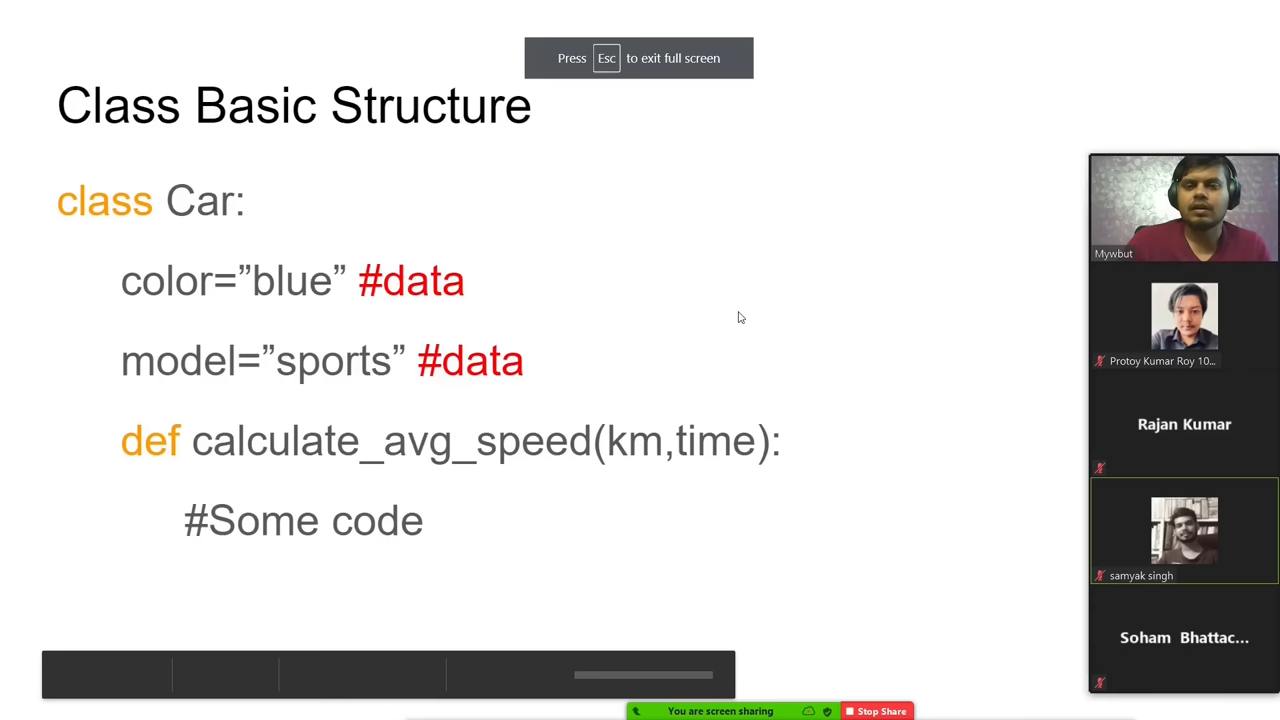 Press Esc to exit full screen
Class Basic Structure
class Car:
color=”blue” #data
model=”sports” #data
def calculate_avg_speed(km,time):
#Some code
Mywbut
Protoy Kumar Roy 10...
Rajan Kumar
samyak singh
Soham Bhattac...
You are screen sharing
Stop Share